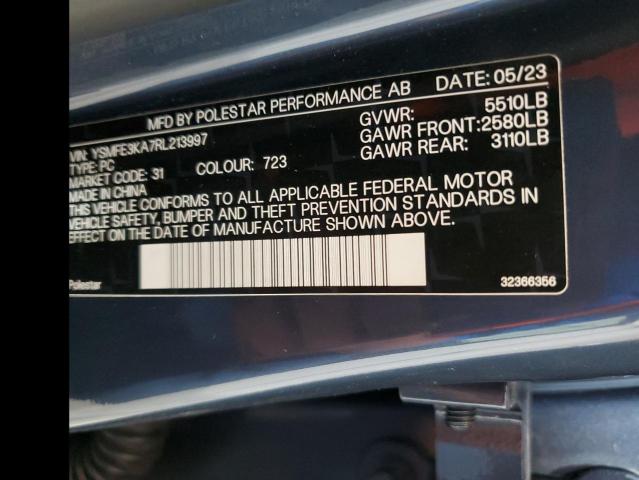 MFD BY POLESTAR PERFORMANCE AB DATE: 05/23
VIN: YSMFE3KA7RL213997 GVWR: 5510LB
TYPE: PC GAWR FRONT: 2580LB
MARKET CODE: 31 COLOUR: 723 GAWR REAR: 3110LB
MADE IN CHINA
THIS VEHICLE CONFORMS TO ALL APPLICABLE FEDERAL MOTOR
VEHICLE SAFETY, BUMPER AND THEFT PREVENTION STANDARDS IN
EFFECT ON THE DATE OF MANUFACTURE SHOWN ABOVE.
Polestar 32366356